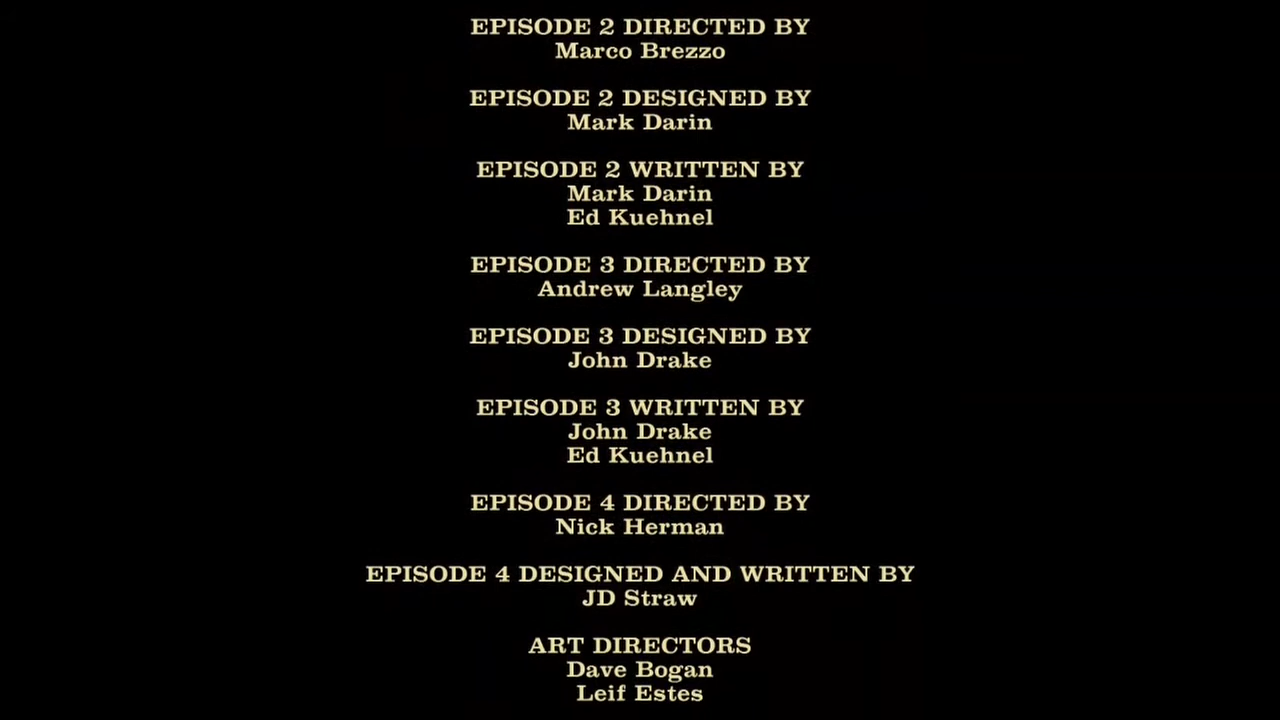 EPISODE 2 DIRECTED BY
Marco Brezzo
EPISODE 2 DESIGNED BY
Mark Darin
EPISODE 2 WRITTEN BY
Mark Darin
Ed Kuehnel
EPISODE 3 DIRECTED BY
Andrew Langley
EPISODE 3 DESIGNED BY
John Drake
EPISODE 3 WRITTEN BY
John Drake
Ed Kuehnel
EPISODE 4 DIRECTED BY
Nick Herman
EPISODE 4 DESIGNED AND WRITTEN BY
JD Straw
ART DIRECTORS
Dave Bogan
Leif Estes